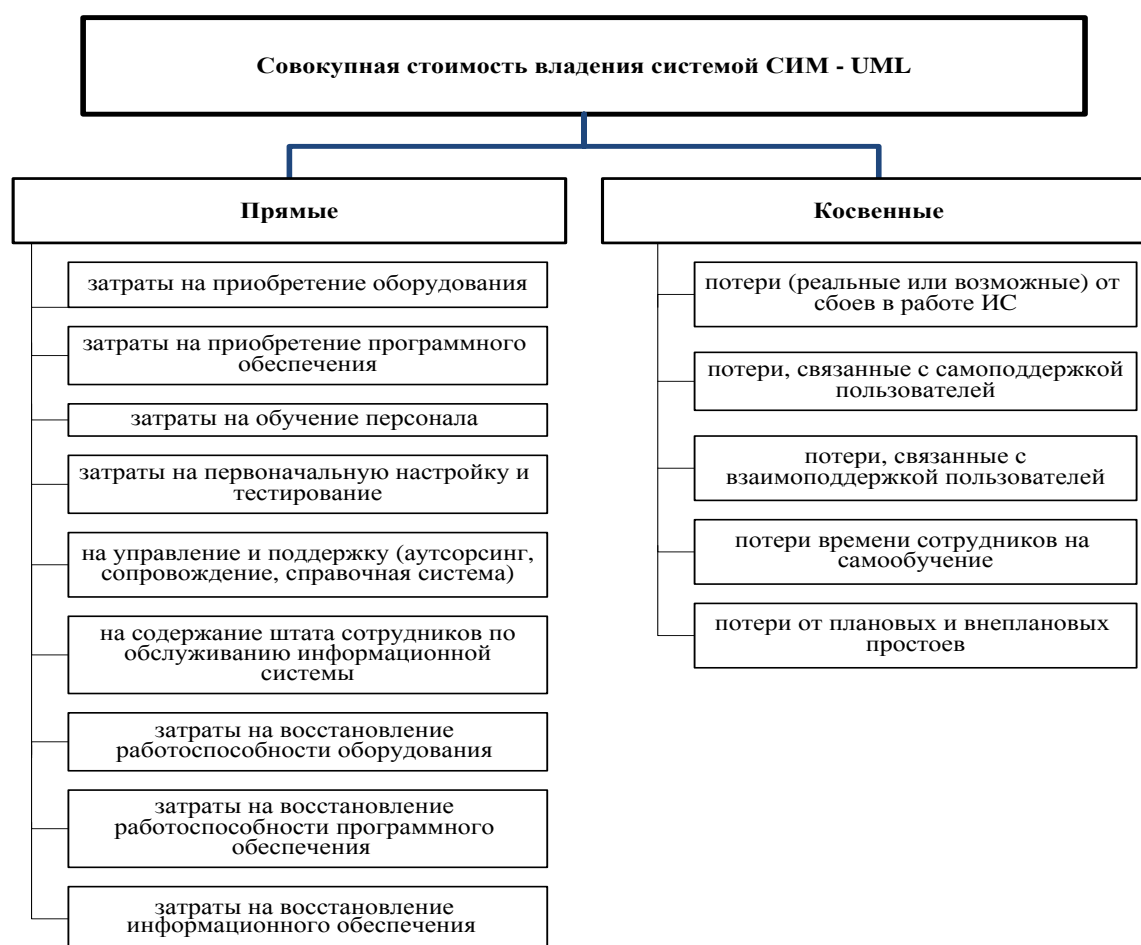 Совокупная стоимость владения системой СИМ - UML
Прямые
затраты на приобретение оборудования
затраты на приобретение программного
обеспечения
затраты на обучение персонала
затраты на первоначальную настройку и
тестирование
на управление и поддержку (аутсорсинг,
сопровождение, справочная система)
на содержание штата сотрудников по
обслуживанию информационной
системы
затраты на восстановление
работоспособности оборудования
затраты на восстановление
работоспособности программного
обеспечения
затраты на восстановление
информационного обеспечения
Косвенные
потери (реальные или возможные) от
сбоев в работе ИС
потери, связанные с самоподдержкой
пользователей
потери, связанные с
взаимоподдержкой пользователей
потери времени сотрудников на
самообучение
потери от плановых и внеплановых
простоев